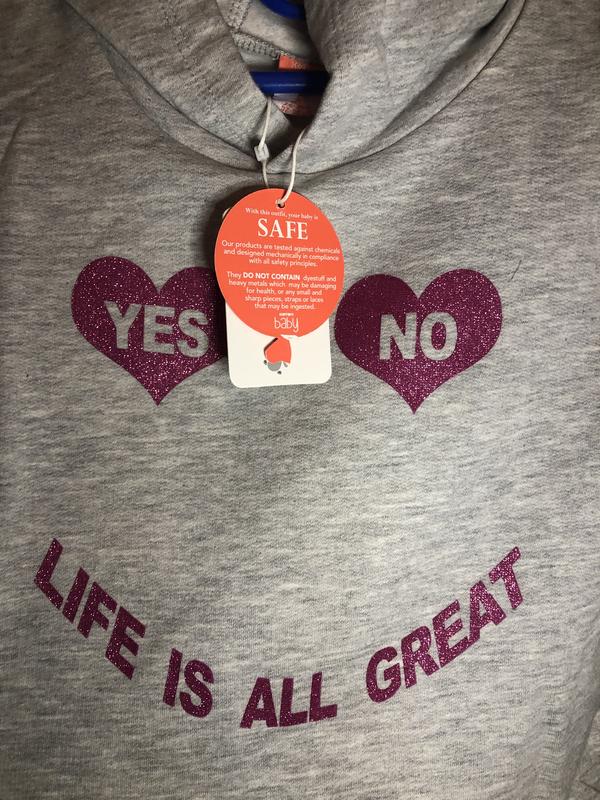 With this outfit, your baby is
SAFE
Our products are tested against chemicals
and designed mechanically in compliance
with all safety principles.
They DO NOT CONTAIN dyestuff and
heavy metals which may be damaging
for health, or any small and
sharp pieces, straps or laces
that may be ingested.
baby
YES
NO
LIFE IS ALL GREAT